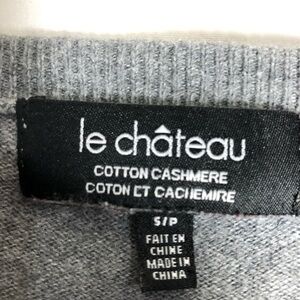 le château
COTTON CASHMERE
COTON ET CACHEMIRE
S/P
FAIT EN
CHINE
MADE IN
CHINA